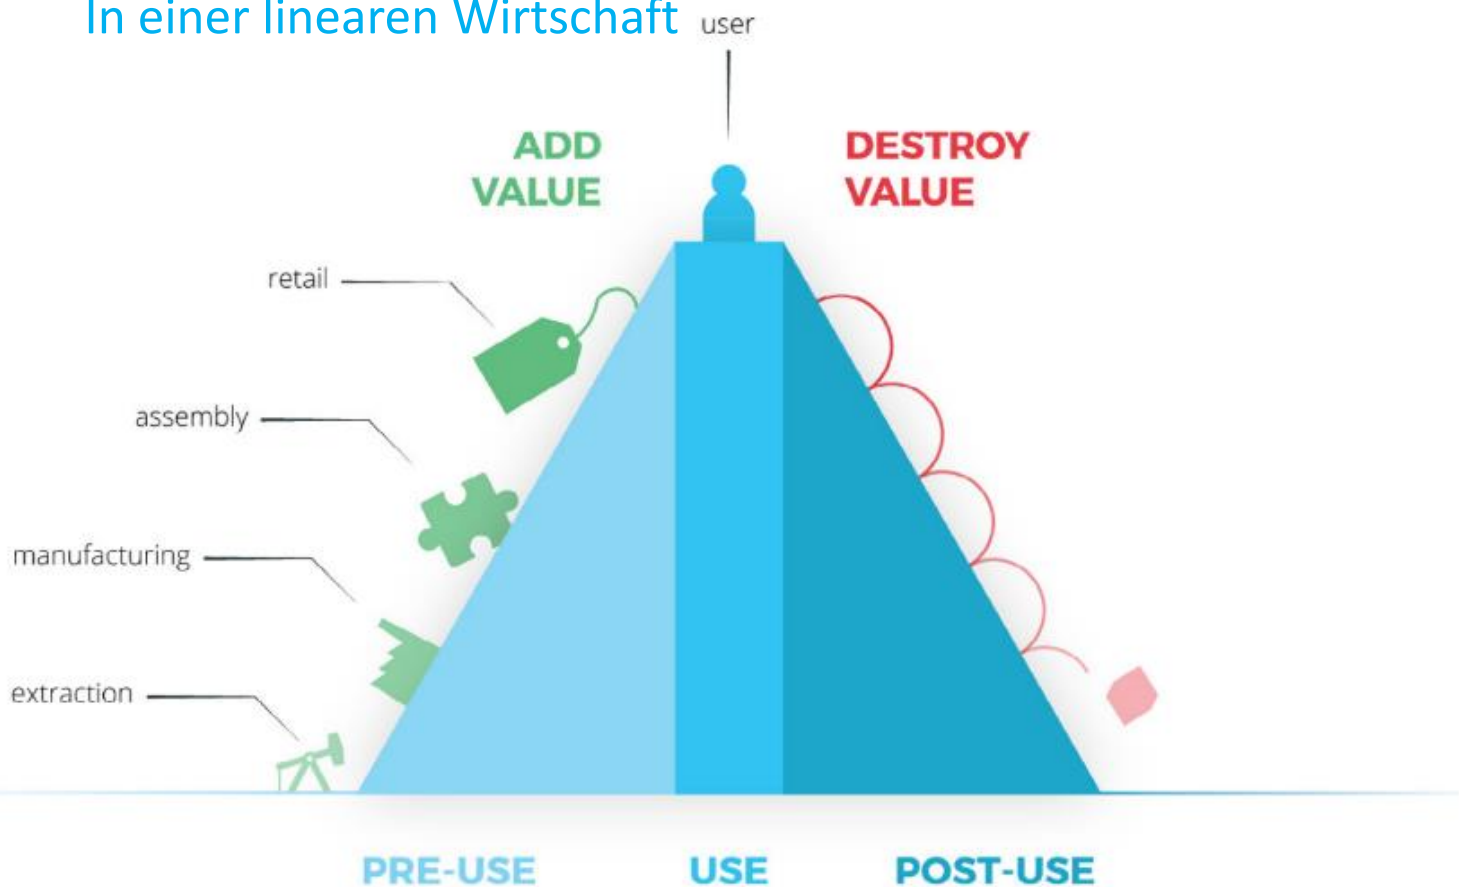 In einer linearen Wirtschaft
user
ADD
VALUE
DESTROY
VALUE
retail
assembly
manufacturing
extraction
PRE-USE
USE
POST-USE